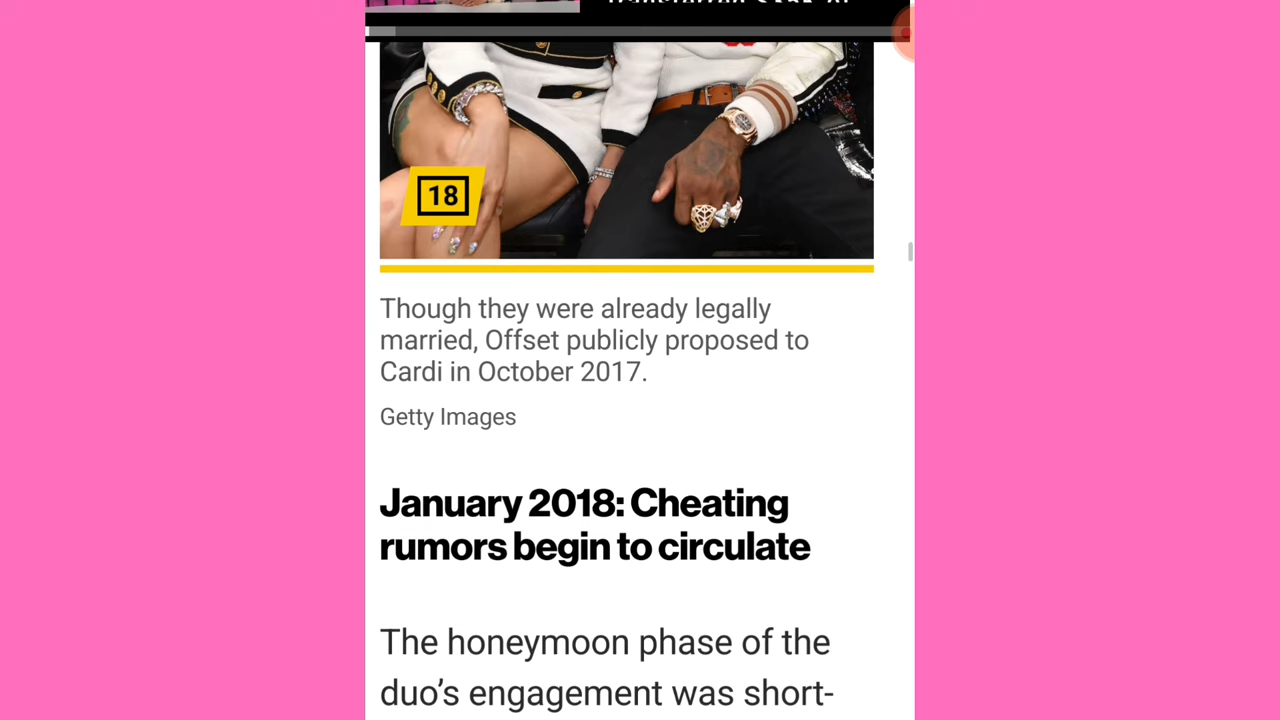 18
Though they were already legally
married, Offset publicly proposed to
Cardi in October 2017.
Getty Images
January 2018: Cheating
rumors begin to circulate
The honeymoon phase of the
duo’s engagement was short-